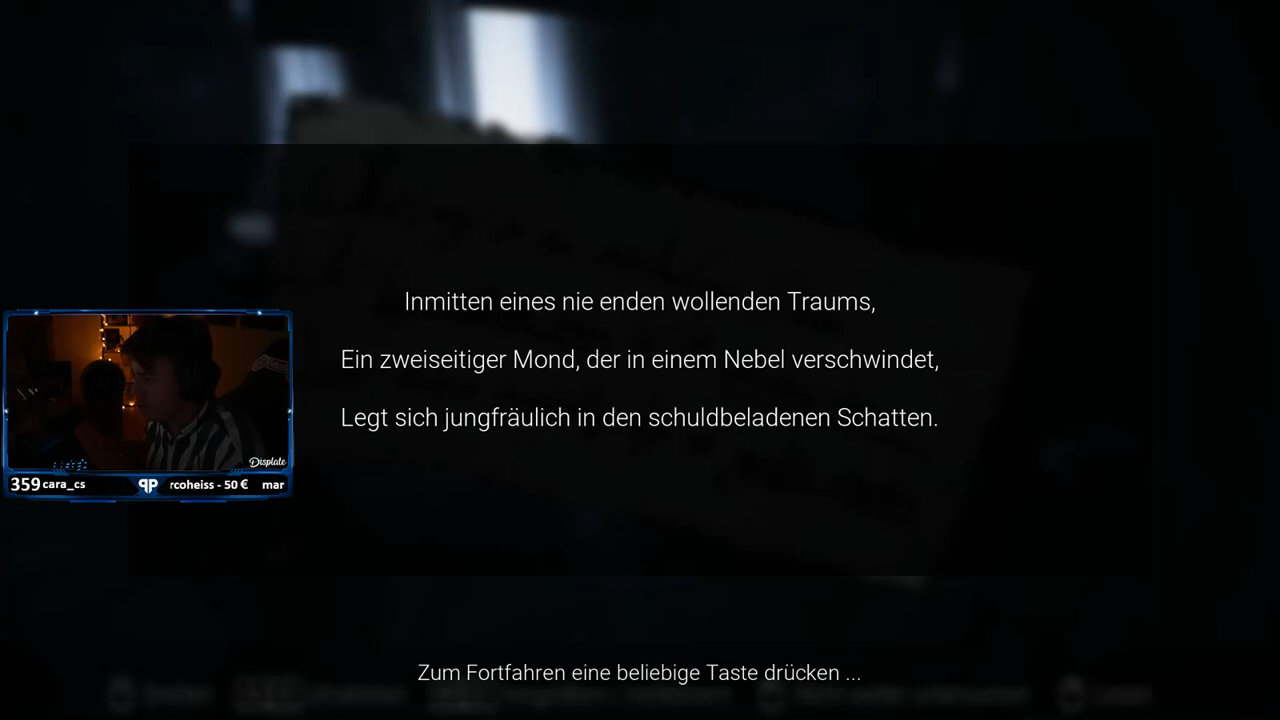 Inmitten eines nie enden wollenden Traums,
Ein zweiseitiger Mond, der in einem Nebel verschwindet,
Legt sich jungfräulich in den schuldbeladenen Schatten.
Displate
359 cara_cs
rcoheiss - 50 €
mar
Zum Fortfahren eine beliebige Taste drücken ...